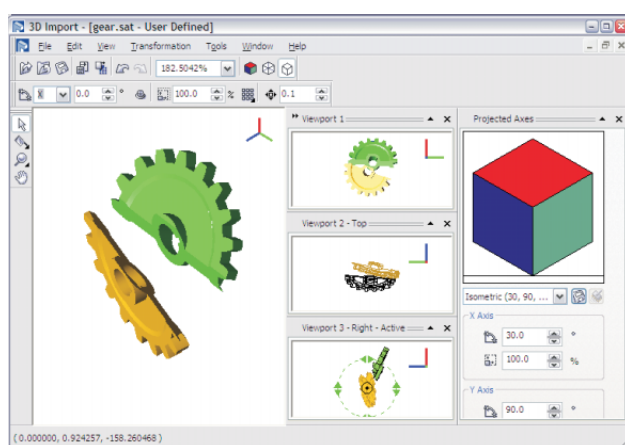 3D Import - [gear.sat - User Defined]
File Edit View Transformation Tools Window Help
182.5042%
0.0 ° 100.0 % 0.1
Viewport 1
Viewport 2 - Top
Viewport 3 - Right - Active
Projected Axes
Isometric (30, 90, ...
X Axis
30.0 °
100.0 %
Y Axis
90.0 °
( 0.000000, 0.924257, -158.260468 )